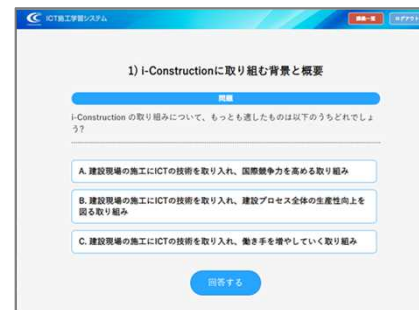 ICT施工学習システム
ログアウト
1) i-Constructionに取り組む背景と概要
問題
i-Construction の取り組みについて、もっとも適したものは以下のうちどれでしょ
う?
A. 建設現場の施工にICTの技術を取り入れ、国際競争力を高める取り組み
B. 建設現場の施工にICTの技術を取り入れ、建設プロセス全体の生産性向上を
図る取り組み
C. 建設現場の施工にICTの技術を取り入れ、働き手を増やしていく取り組み
回答する